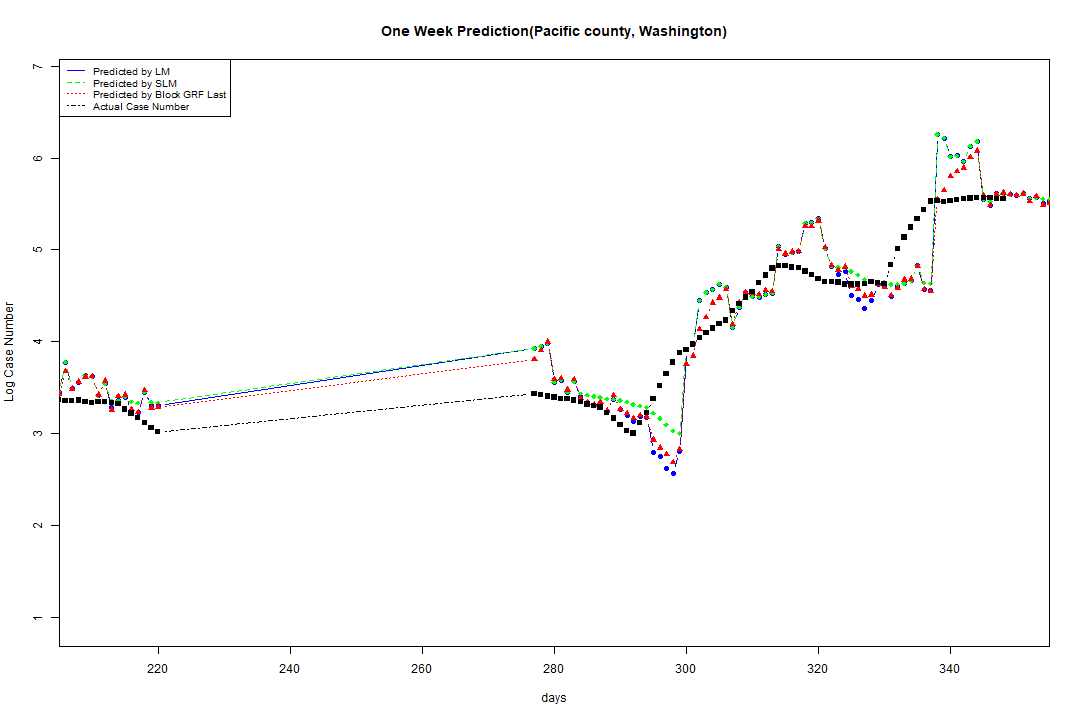 One Week Prediction(Pacific county, Washington)
Predicted by LM
Predicted by SLM
Predicted by Block GRF Last
Actual Case Number
7
6
5
4
3
2
1
Log Case Number
220 240 260 280 300 320 340
days